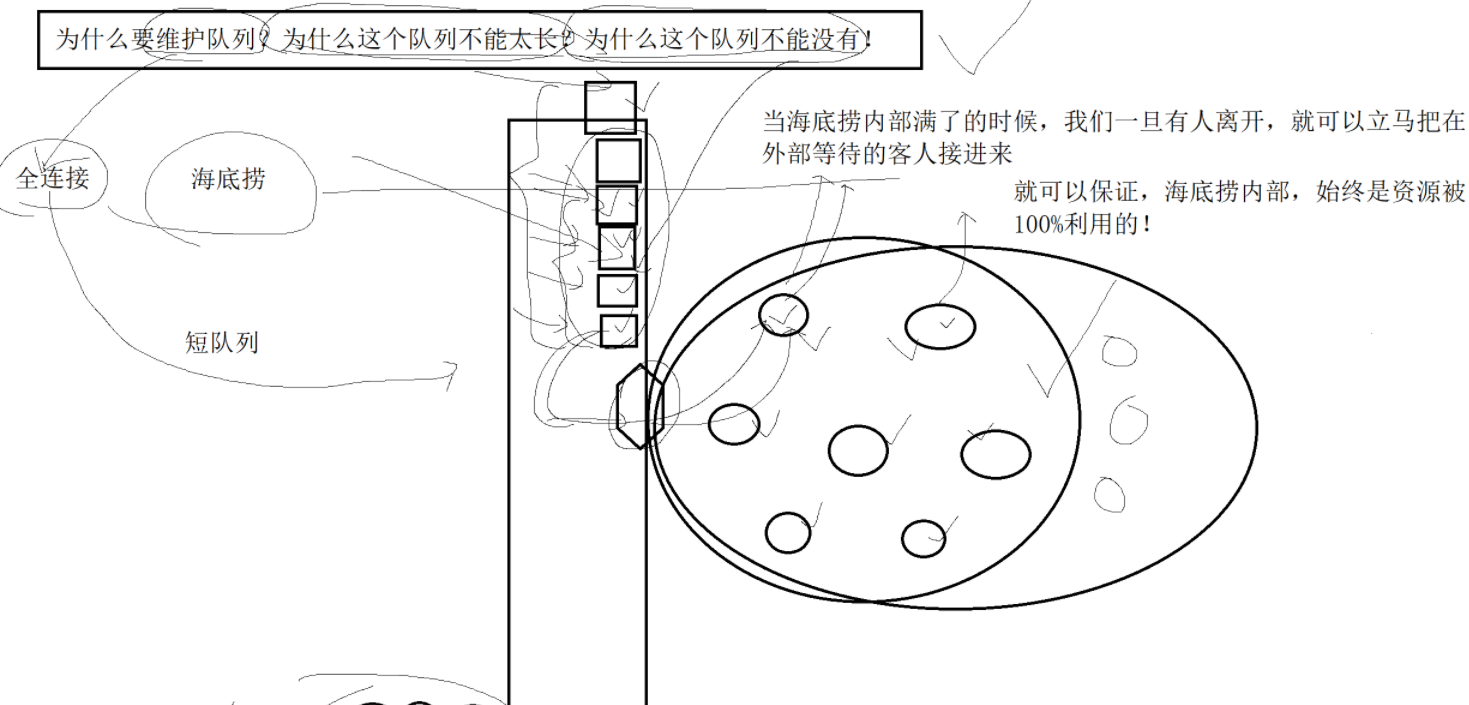 为什么要维护队列？为什么这个队列不能太长？为什么这个队列不能没有！
当海底捞内部满了的时候，我们一旦有人离开，就可以立马把在
外部等待的客人接进来
全连接
海底捞
就可以保证，海底捞内部，始终是资源被
100%利用的！
短队列